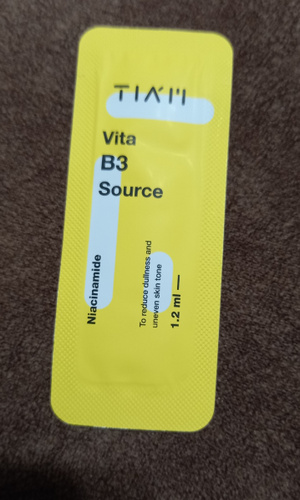 TIA'M
Vita
B3
Source
Niacinamide
To reduce dullness and
uneven skin tone
1.2 ml —